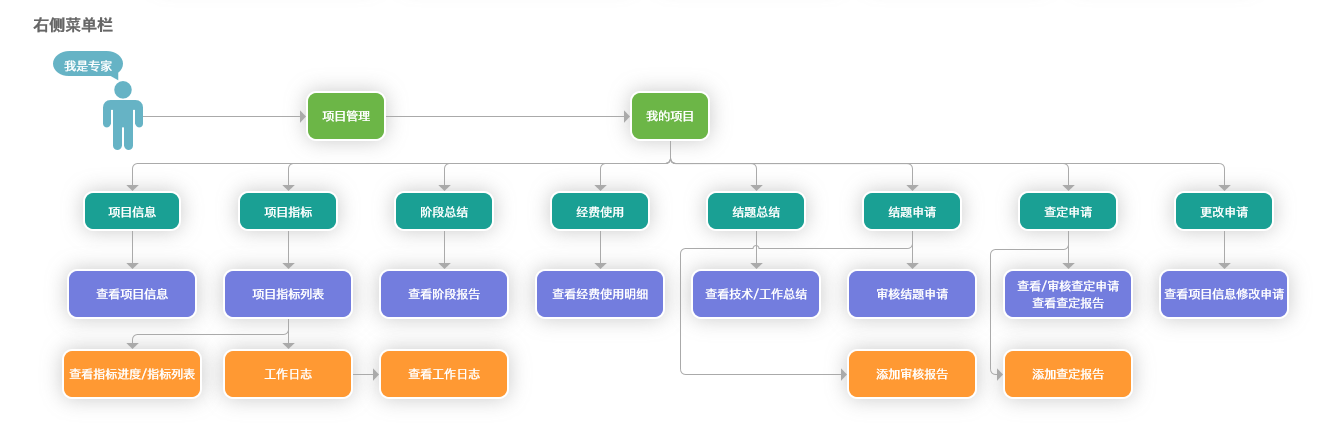 右侧菜单栏
我是专家
项目管理
我的项目
项目信息
项目指标
阶段总结
经费使用
结题总结
结题申请
查定申请
更改申请
查看项目信息
项目指标列表
查看阶段报告
查看经费使用明细
查看技术/工作总结
审核结题申请
查看/审核查定申请
查看查定报告
查看项目信息修改申请
查看指标进度/指标列表
工作日志
查看工作日志
添加审核报告
添加查定报告